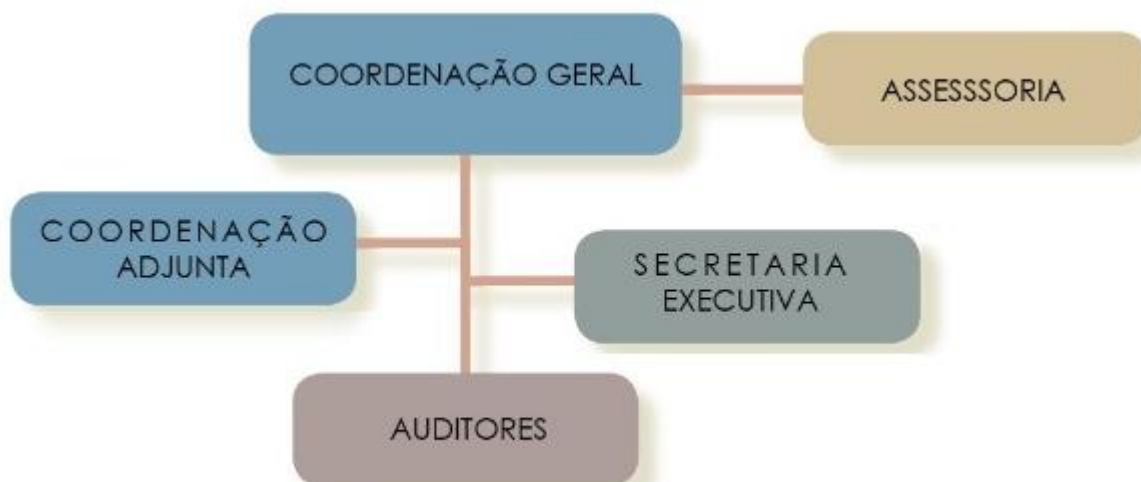 COORDENAÇÃO GERAL
ASSESSSORIA
COORDENAÇÃO
ADJUNTA
SECRETARIA
EXECUTIVA
AUDITORES